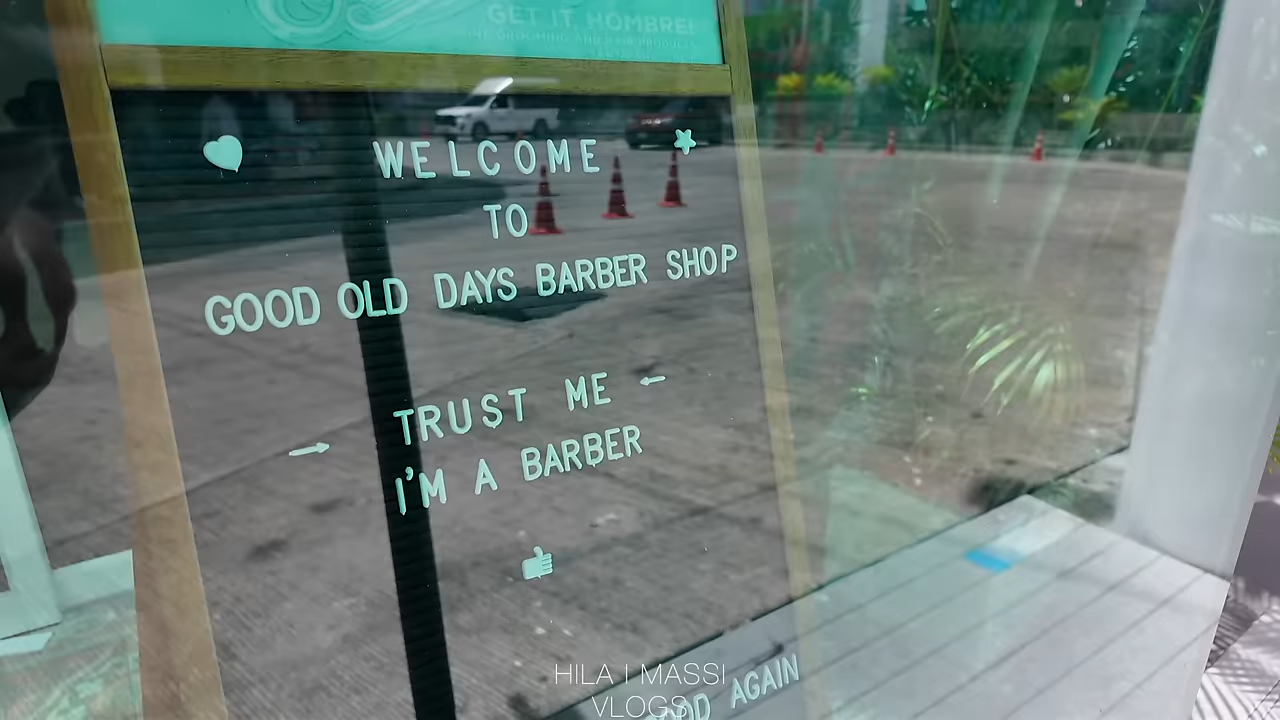 GET IT, HOMBRE!
WELCOME
TO
GOOD OLD DAYS BARBER SHOP
TRUST ME
I'M A BARBER
HILA I MASSI
VLOGS
AGAIN